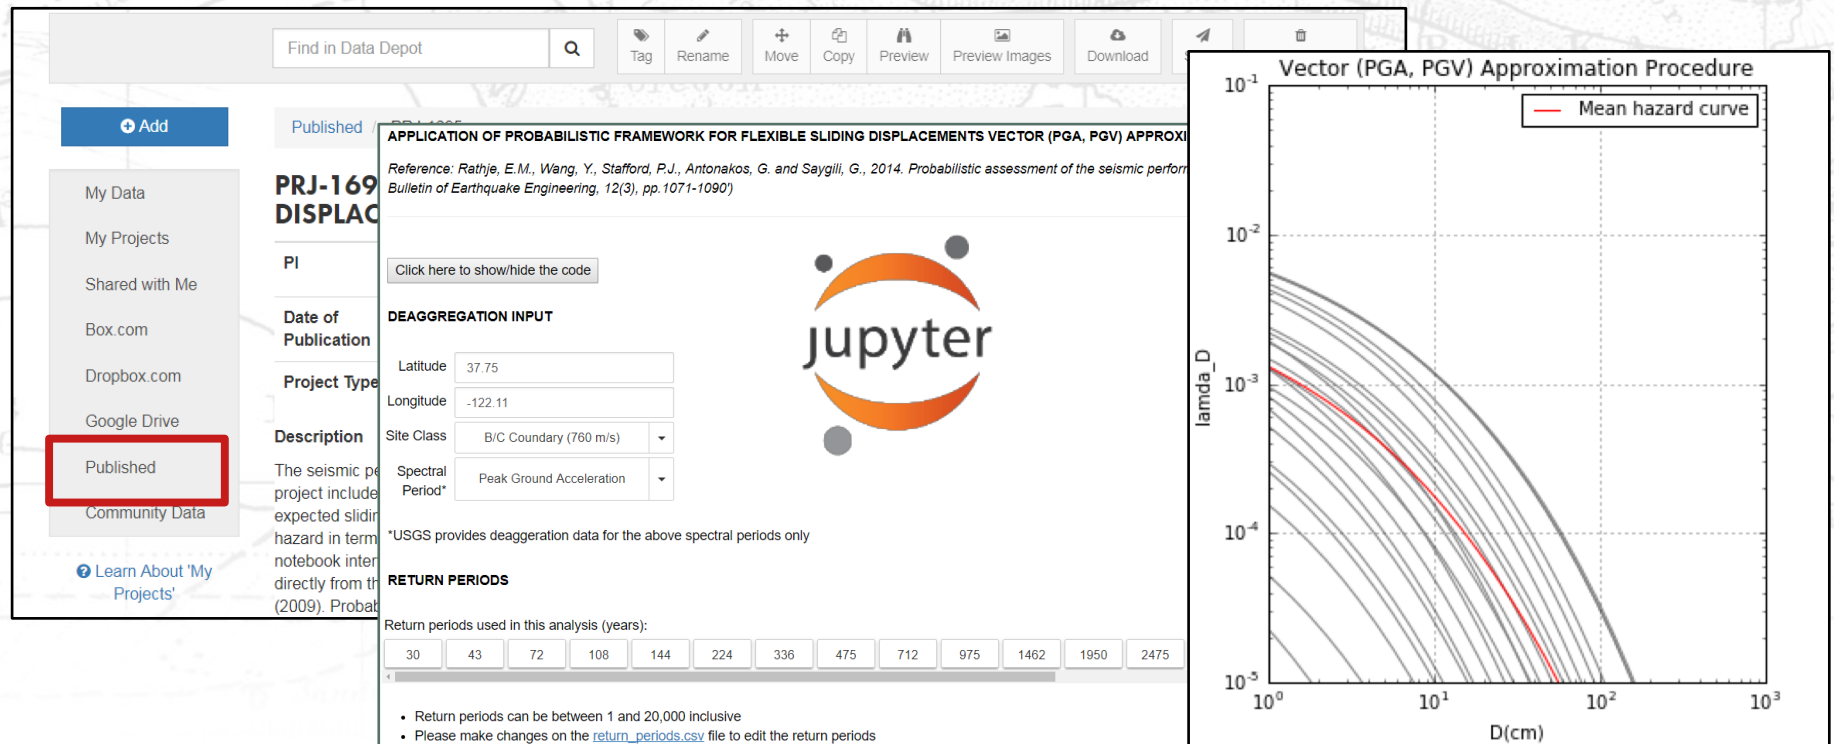 Find in Data Depot
Tag
Rename
Move
Copy
Preview
Preview Images
Download
Add
My Data
My Projects
Shared with Me
Box.com
Dropbox.com
Google Drive
Published
Community Data
Learn About 'My
Projects'
Published /
PRJ-169
DISPLAC
PI
Date of
Publication
Project Type
Description
The seismic pe
project include
expected slidin
hazard in term
notebook inter
directly from th
(2009). Probab
APPLICATION OF PROBABILISTIC FRAMEWORK FOR FLEXIBLE SLIDING DISPLACEMENTS VECTOR (PGA, PGV) APPROXI
Reference: Rathje, E.M., Wang, Y., Stafford, P.J., Antonakos, G. and Saygili, G., 2014. Probabilistic assessment of the seismic perform
Bulletin of Earthquake Engineering, 12(3), pp.1071-1090')
Click here to show/hide the code
jupyter
DEAGGREGATION INPUT
Latitude 37.75
Longitude -122.11
Site Class B/C Coundary (760 m/s)
Spectral
Period* Peak Ground Acceleration
*USGS provides deaggeration data for the above spectral periods only
RETURN PERIODS
Return periods used in this analysis (years):
30 43 72 108 144 224 336 475 712 975 1462 1950 2475
• Return periods can be between 1 and 20,000 inclusive
• Please make changes on the return_periods.csv file to edit the return periods
Vector (PGA, PGV) Approximation Procedure
Mean hazard curve
10⁻¹
10⁻²
10⁻³
10⁻⁴
10⁻⁵
lamda_D
10⁰ 10¹ 10² 10³
D(cm)